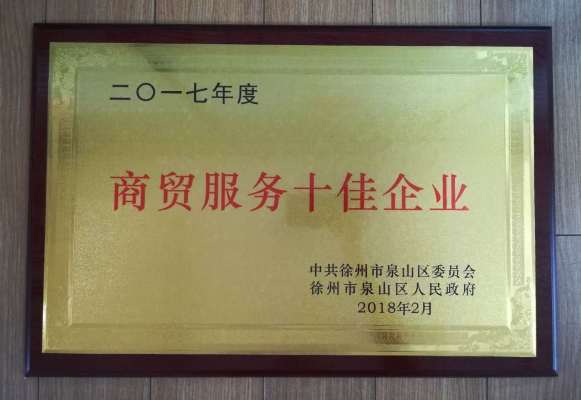 二〇一七年度
商贸服务十佳企业
中共徐州市泉山区委员会
徐州市泉山区人民政府
2018年2月